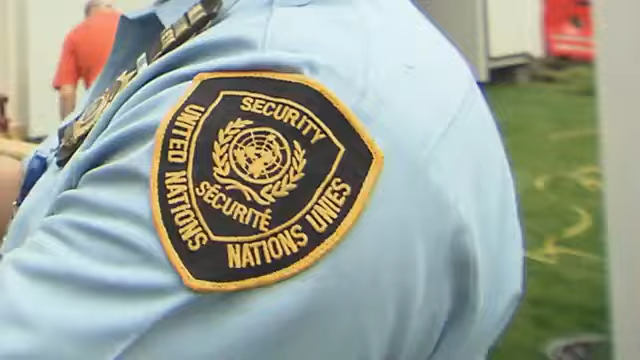 SECURITY
UNITED NATIONS
SÉCURITÉ
NATIONS UNIES